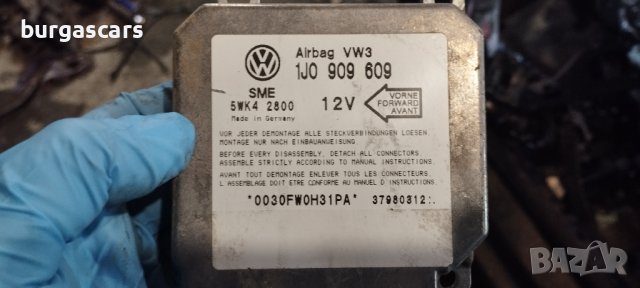 burgascars
Airbag VW3
1J0 909 609
SME
5WK4 2800
Made in Germany
12V
VORNE
FORWARD
AVANT
VOR JEDER DEMONTAGE ALLE STECKVERBINDUNGEN LOESEN
MONTAGE NUR NACH EINBAUANWEISUNG.
BEFORE EVERY DISASSEMBLY, DETACH ALL CONNECTORS
ASSEMBLE STRICTLY ACCORDING TO MANUAL INSTRUCTIONS.
AVANT TOUT DEMONTAGE ENLEVER TOUS LES CONNECTEURS.
L'ASSEMBLAGE DOIT ETRE CONFORME AU MANUEL D'INSTRUCTIONS.
*0030FW0H31PA* 37980312:.
BAZAR
bg